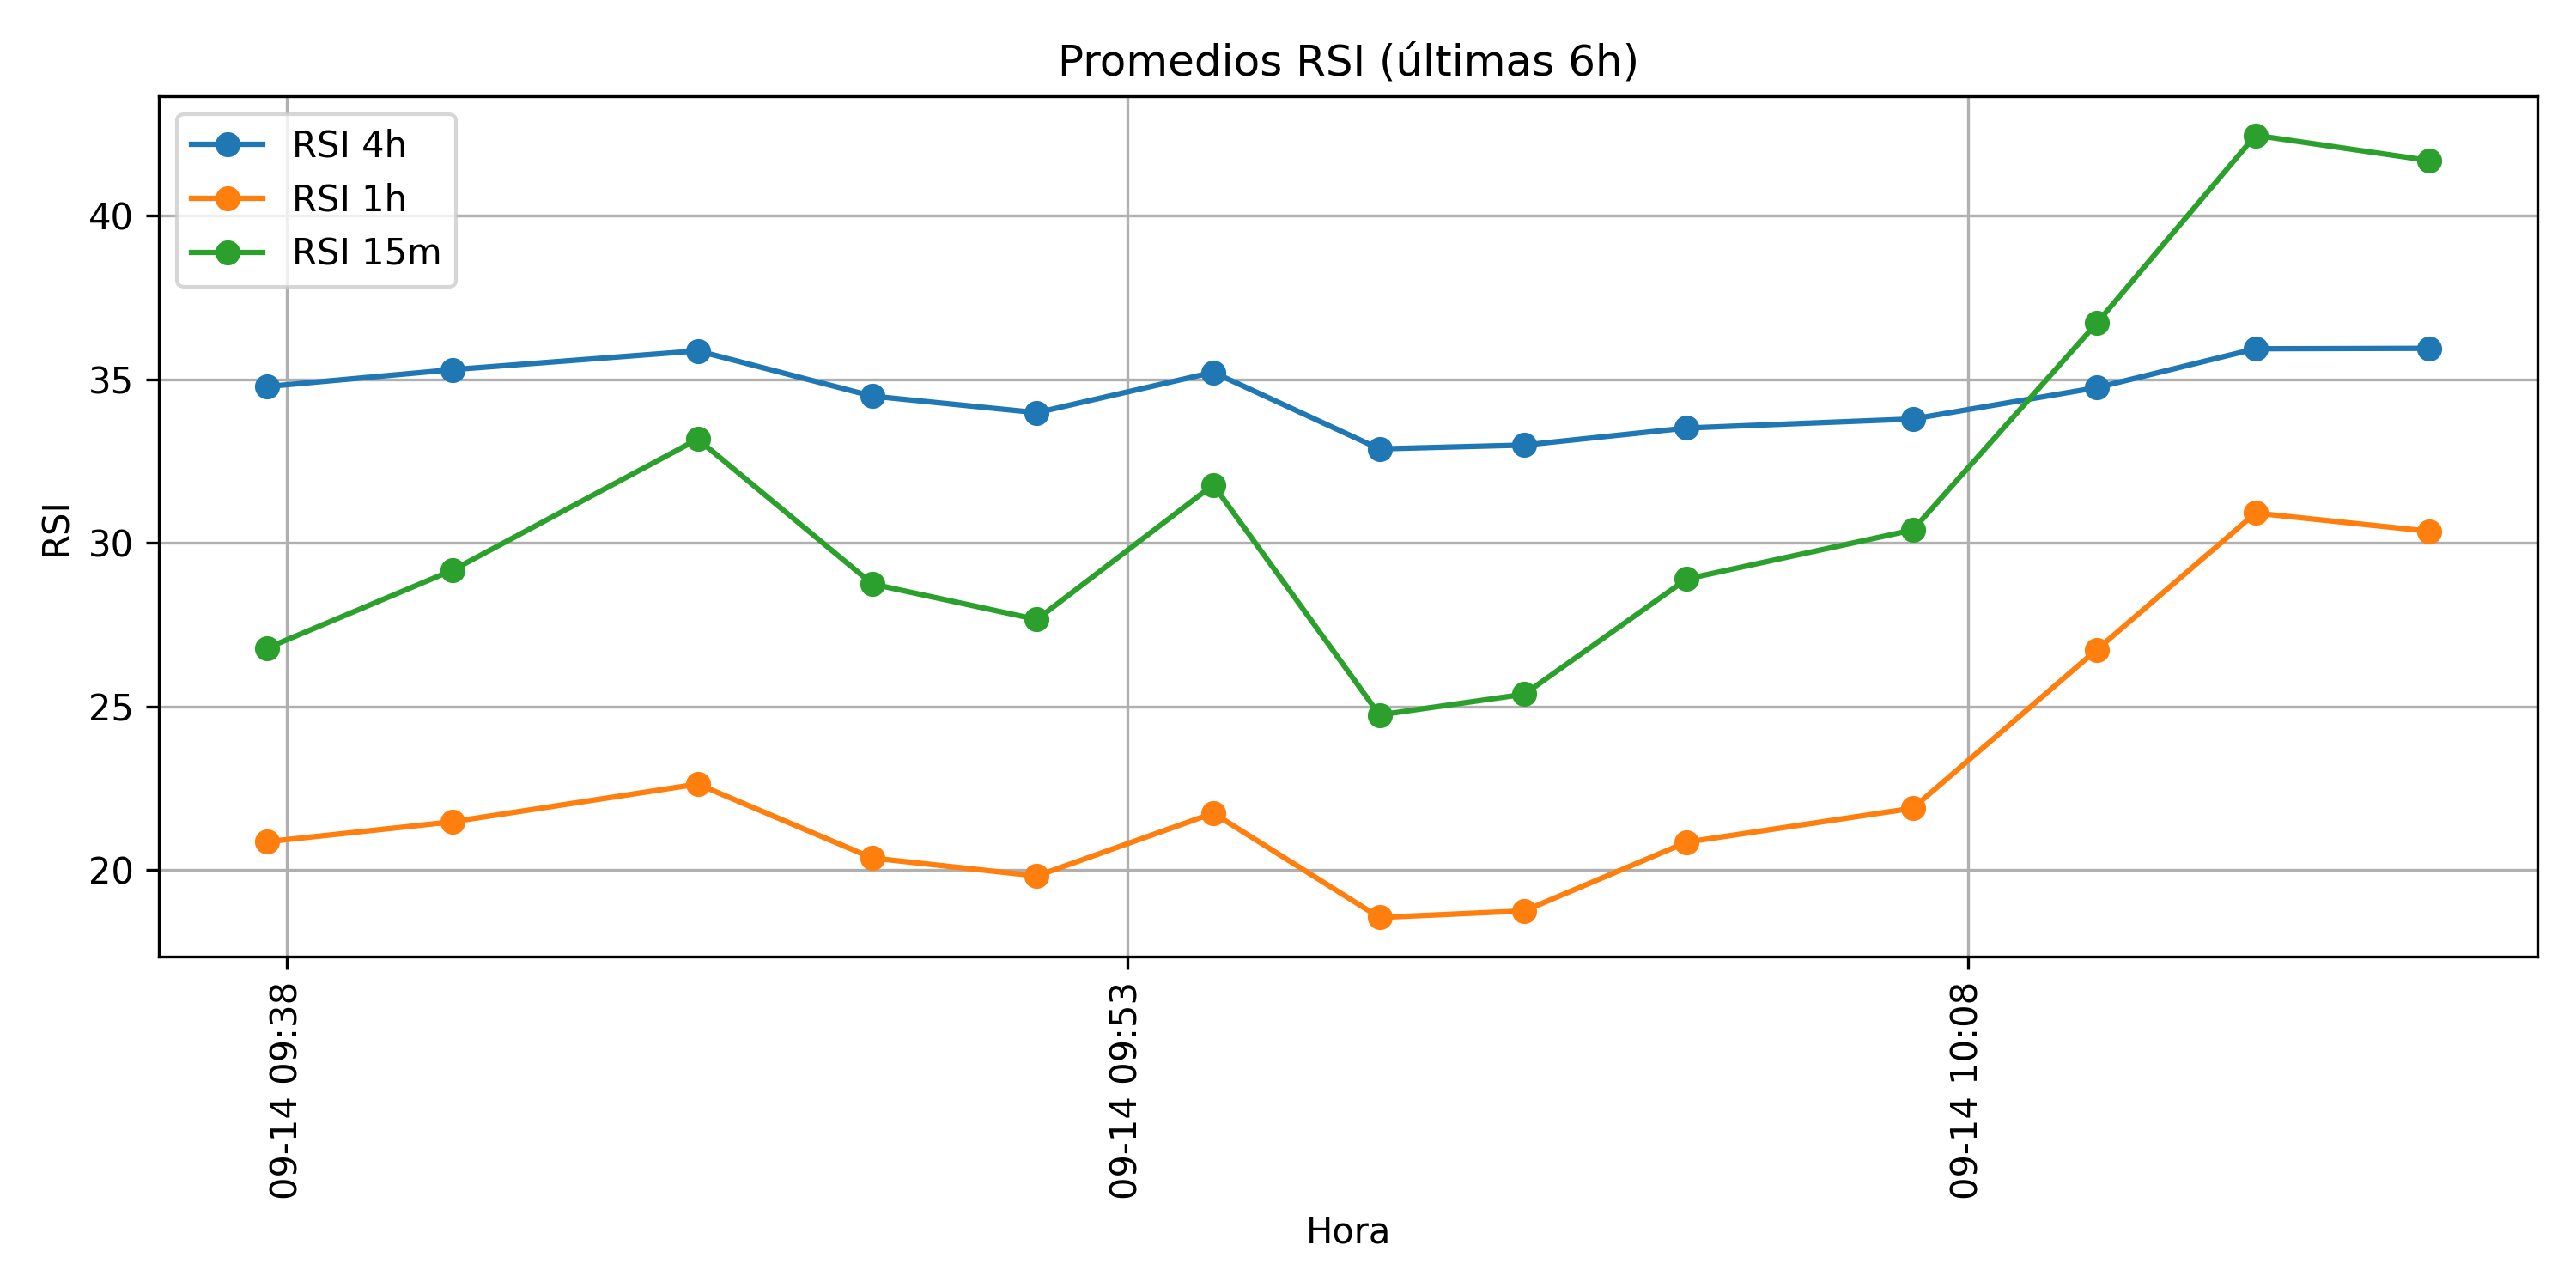 Promedios RSI (últimas 6h)
RSI 4h
RSI 1h
RSI 15m
RSI
40
35
30
25
20
09-14 09:38
09-14 09:53
09-14 10:08
Hora